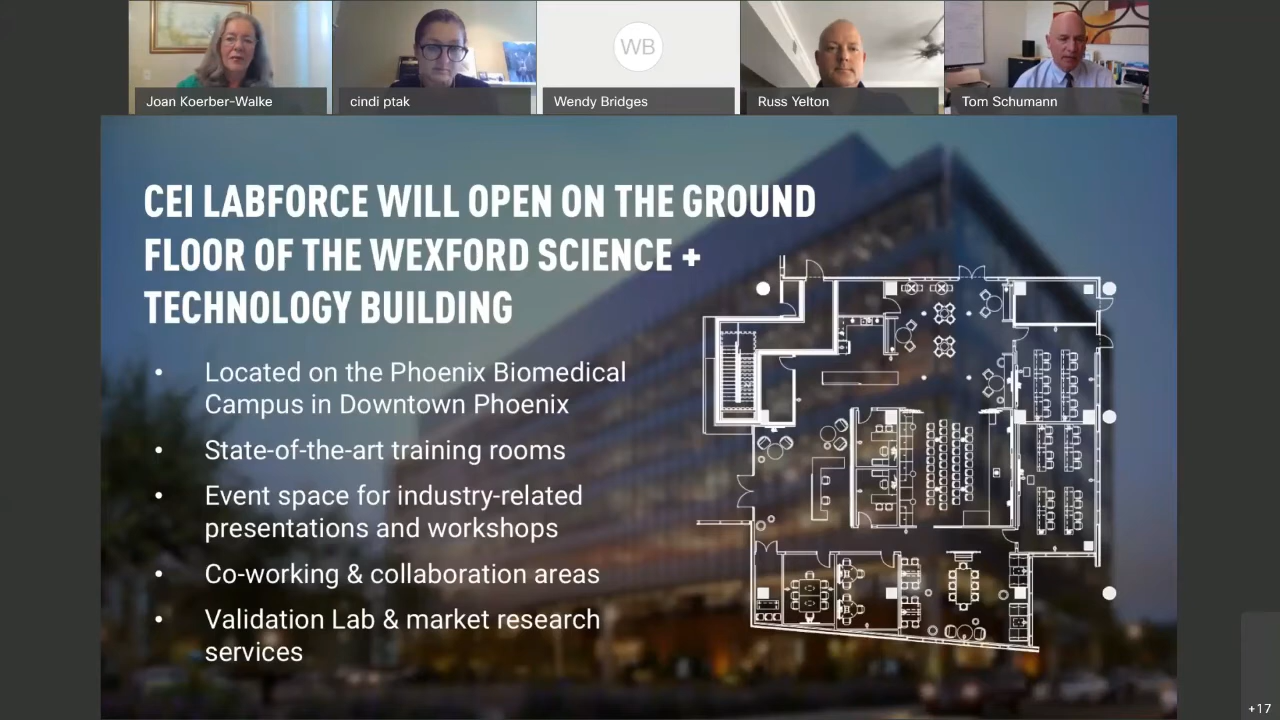 WB
Joan Koerber-Walke
cindi ptak
Wendy Bridges
Russ Yelton
Tom Schumann
CEI LABFORCE WILL OPEN ON THE GROUND
FLOOR OF THE WEXFORD SCIENCE +
TECHNOLOGY BUILDING
• Located on the Phoenix Biomedical
Campus in Downtown Phoenix
• State-of-the-art training rooms
• Event space for industry-related
presentations and workshops
• Co-working & collaboration areas
• Validation Lab & market research
services
+17